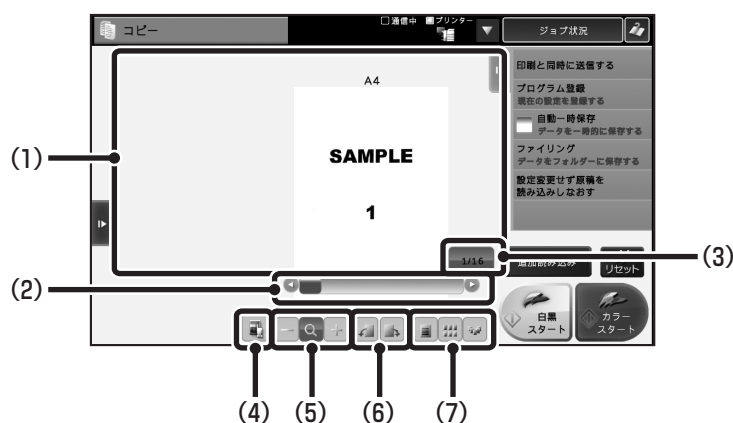 コピー
□通信中 プリンター
ジョブ状況
印刷と同時に送信する
プログラム登録
現在の設定を登録する
自動一時保存
データを一時的に保存する
ファイリング
データをフォルダーに保存する
設定変更せず原稿を
読み込みしなおす
A4
SAMPLE
1
1/16
追加読み込み
リセット
白黒
スタート
カラー
スタート
(1)
(2)
(3)
(4)
(5)
(6)
(7)